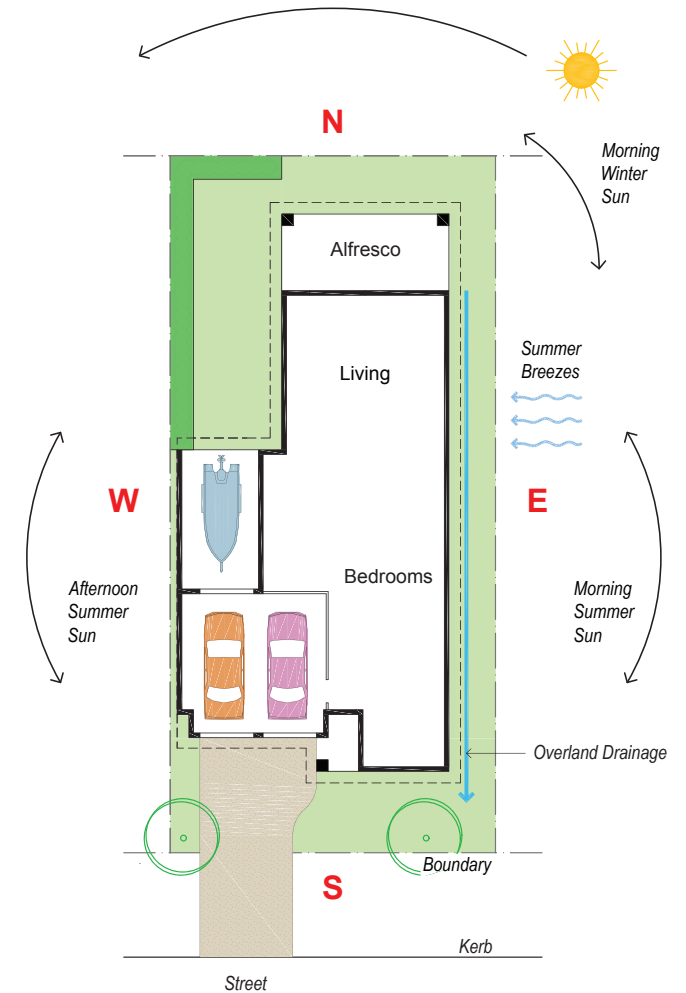 N
Morning
Winter
Sun
Alfresco
Summer
Breezes
Living
W
E
Bedrooms
Afternoon
Summer
Sun
Morning
Summer
Sun
Overland Drainage
Boundary
S
Kerb
Street